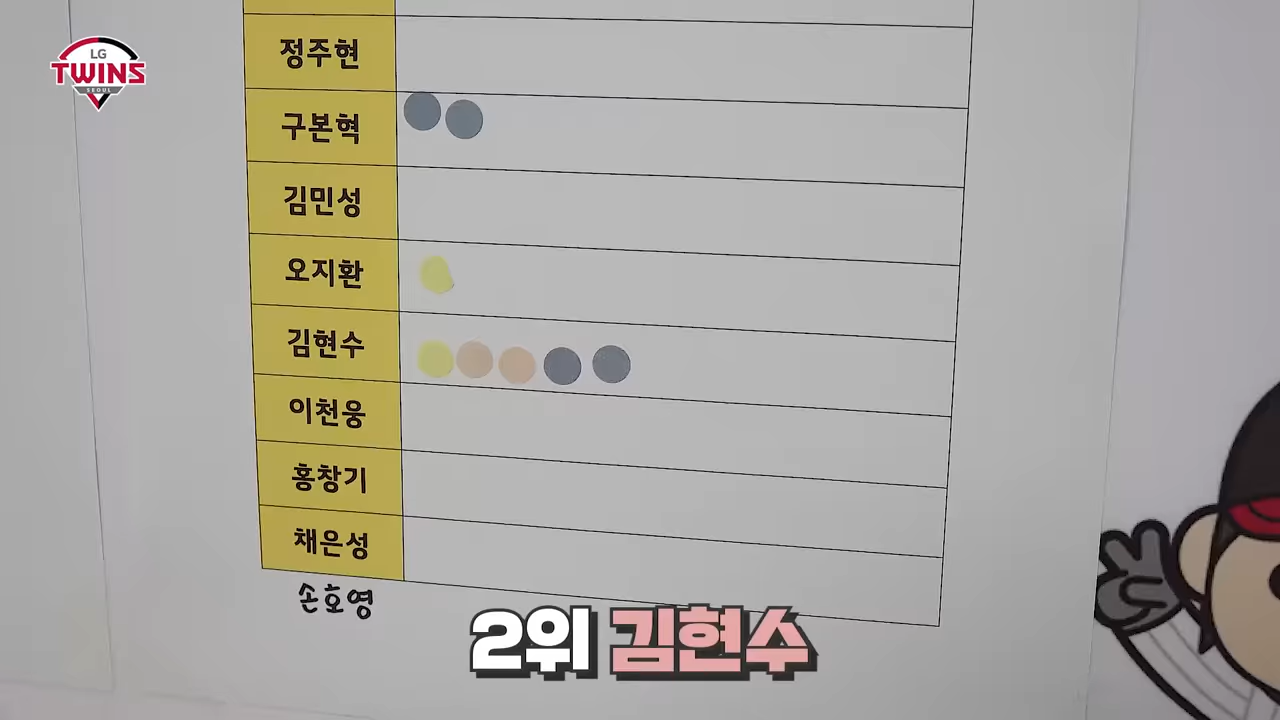 LG
TWINS
SEOUL
정주현
구본혁
김민성
오지환
김현수
이천웅
홍창기
채은성
손호영
2위 김현수